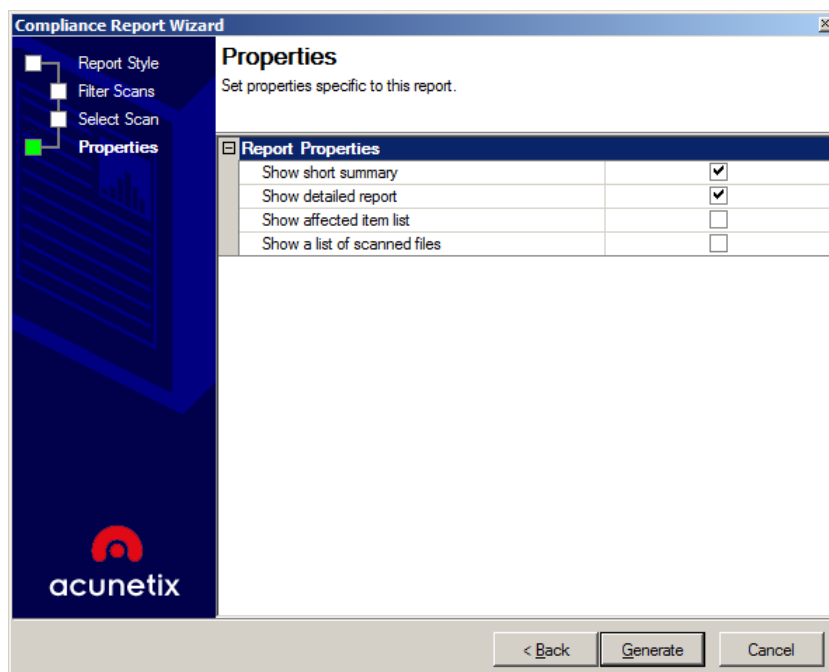 Compliance Report Wizard
Report Style
Filter Scans
Select Scan
Properties
Properties
Set properties specific to this report.
Report Properties
Show short summary
Show detailed report
Show affected item list
Show a list of scanned files
acunetix
< Back
Generate
Cancel